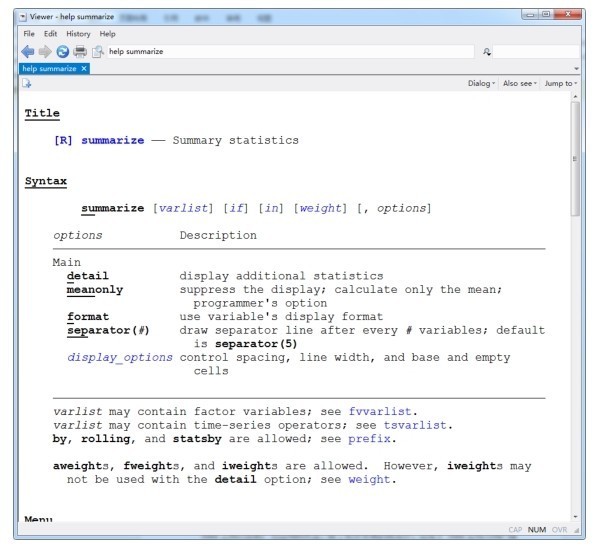 Viewer - help summarize
File Edit History Help
help summarize
help summarize ×
Dialog Also see Jump to
Title
[R] summarize — Summary statistics
Syntax
summarize [varlist] [if] [in] [weight] [, options]
options Description
Main
detail display additional statistics
meanonly suppress the display; calculate only the mean;
programmer's option
format use variable's display format
separator(#) draw separator line after every # variables; default
is separator(5)
display_options control spacing, line width, and base and empty
cells
varlist may contain factor variables; see fvvarlist.
varlist may contain time-series operators; see tsvarlist.
by, rolling, and statsby are allowed; see prefix.
aweights, fweights, and iweights are allowed. However, iweights may
not be used with the detail option; see weight.
Menu
CAP NUM OVR